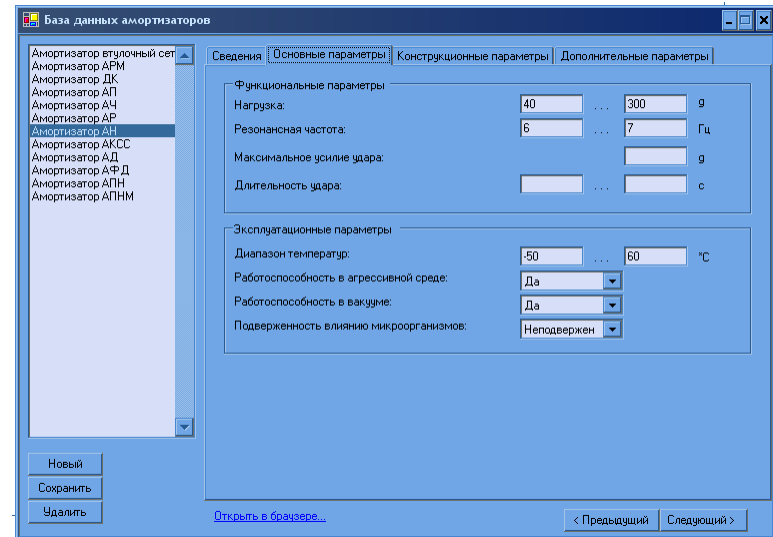 База данных амортизаторов
Амортизатор втулочный сет
Амортизатор АРМ
Амортизатор ДК
Амортизатор АП
Амортизатор АЧ
Амортизатор АР
Амортизатор АН
Амортизатор АКСС
Амортизатор АД
Амортизатор АФД
Амортизатор АПН
Амортизатор АПНМ
Новый
Сохранить
Удалить
Сведения Основные параметры Конструкционные параметры Дополнительные параметры
Функциональные параметры
Нагрузка: 40 ... 300 g
Резонансная частота: 6 ... 7 Гц
Максимальное усилие удара: g
Длительность удара: ... с
Эксплуатационные параметры
Диапазон температур: -50 ... 60 °C
Работоспособность в агрессивной среде: Да
Работоспособность в вакууме: Да
Подверженность влиянию микроорганизмов: Неподвержен
Открыть в браузере...
< Предыдущий Следующий >